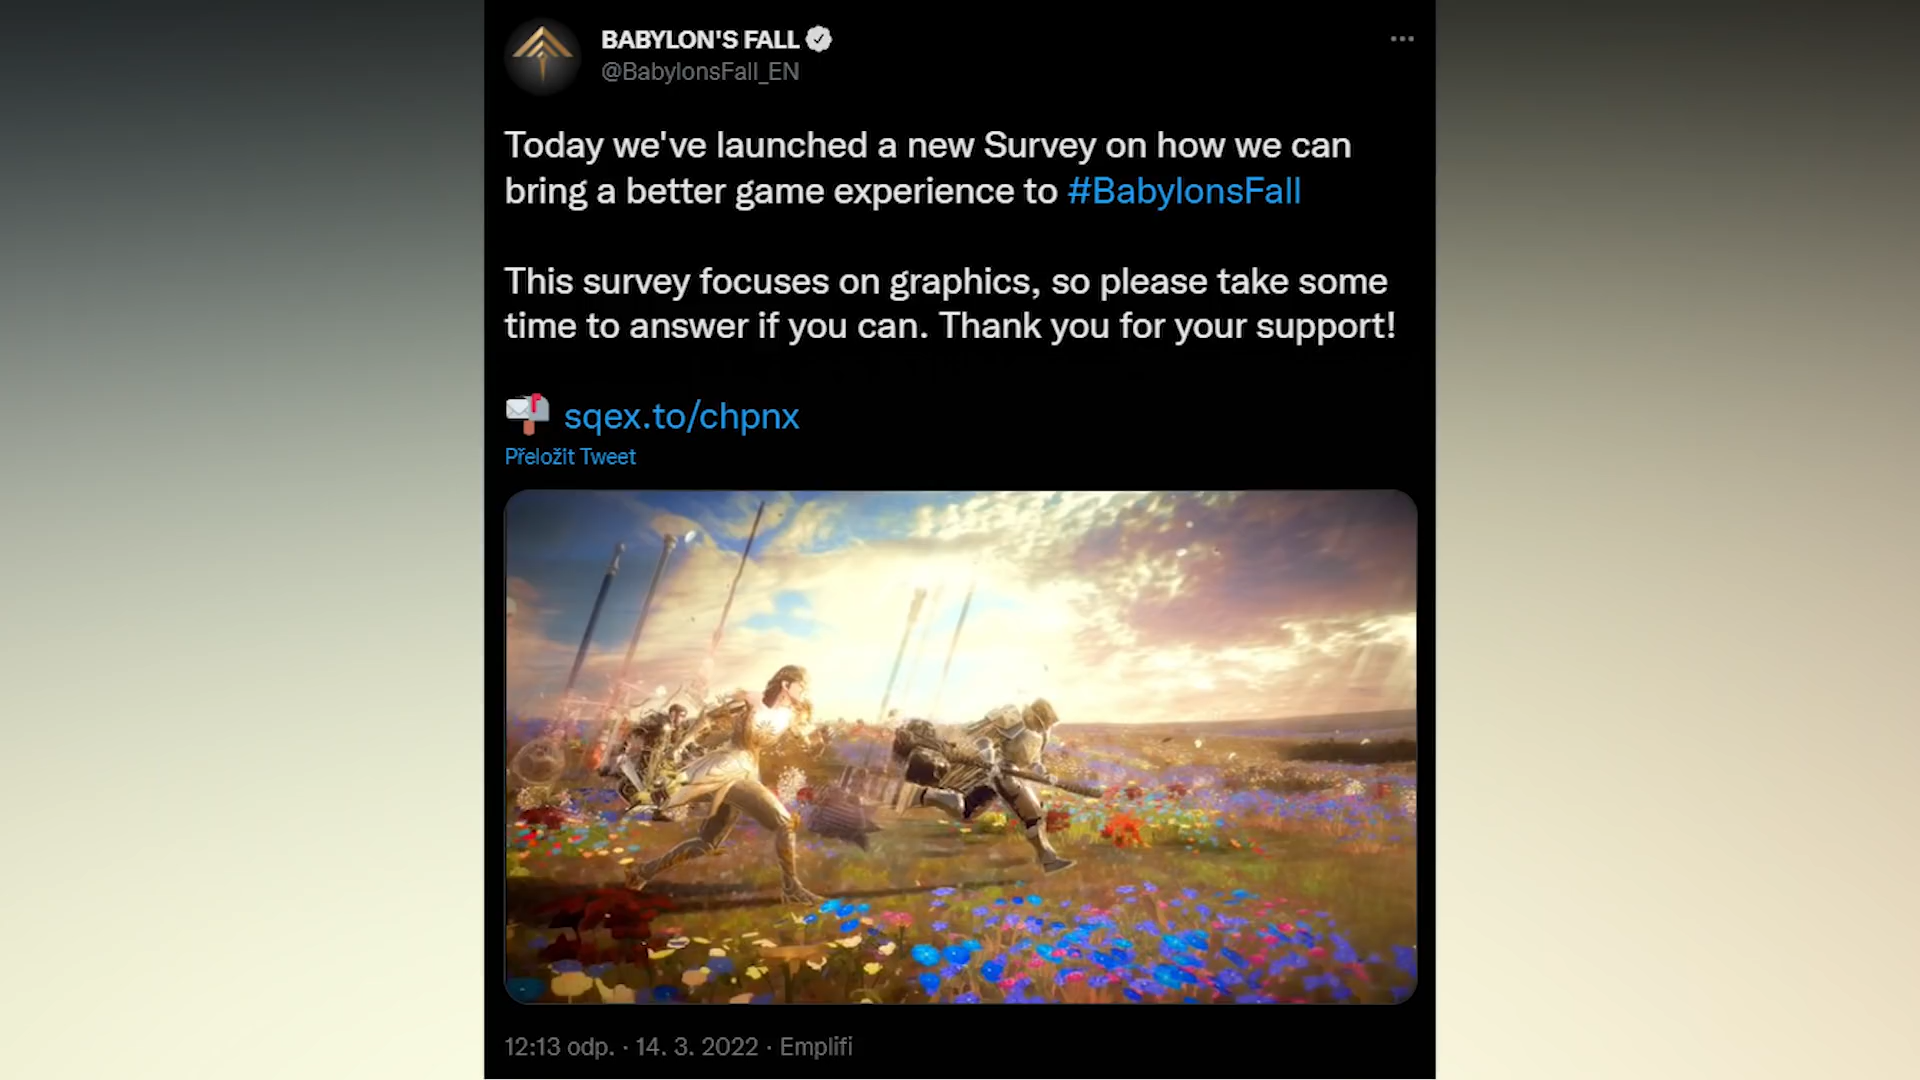 BABYLON'S FALL
@BabylonsFall_EN
Today we've launched a new Survey on how we can
bring a better game experience to #BabylonsFall
This survey focuses on graphics, so please take some
time to answer if you can. Thank you for your support!
sqex.to/chpnx
Přeložit Tweet
12:13 odp. · 14. 3. 2022 · Emplifi